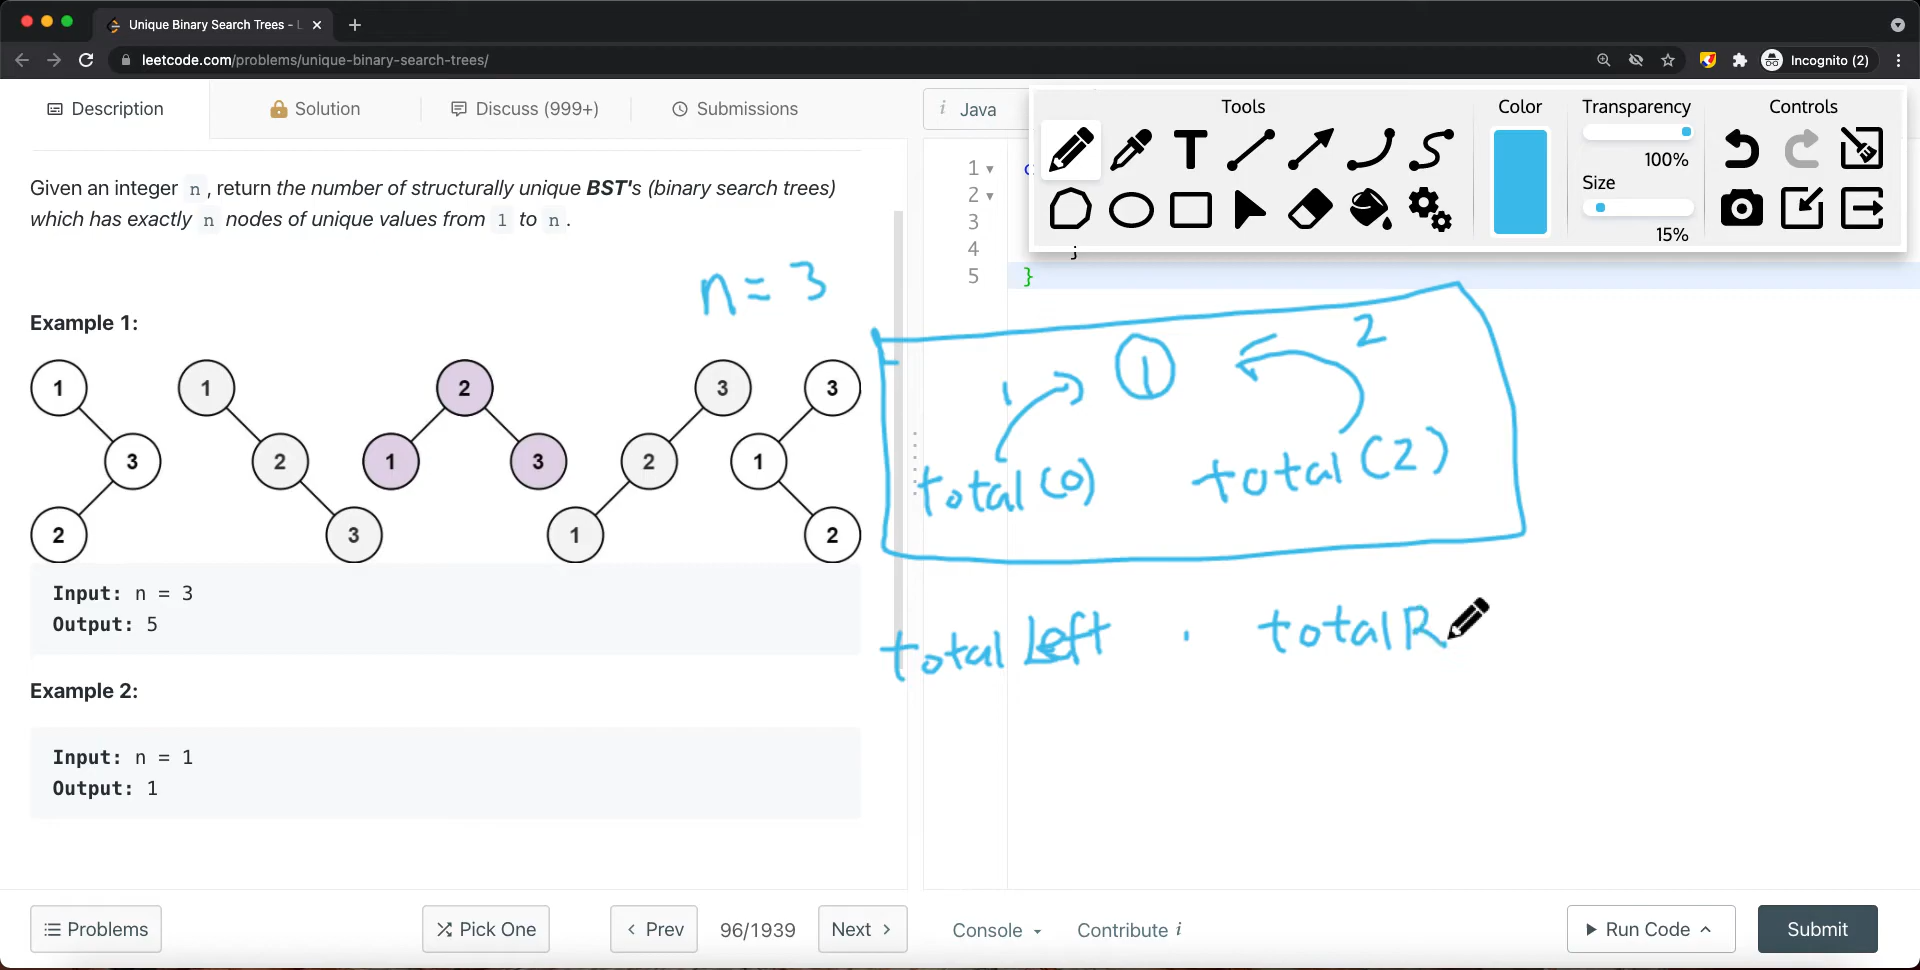 Unique Binary Search Trees - L
leetcode.com/problems/unique-binary-search-trees/
Incognito (2)
Description
Solution
Discuss (999+)
Submissions
i Java
Tools
Color
Transparency
Controls
100%
Size
15%
1
2
3
4 }
5 }
Given an integer n, return the number of structurally unique BST's (binary search trees)
which has exactly n nodes of unique values from 1 to n.
n = 3
Example 1:
1 1 2 3 3
3 2 1 3 2 1
2 3 1 2
Input: n = 3
Output: 5
Example 2:
Input: n = 1
Output: 1
1 1 2
total (0) total (2)
total Left · total R
Problems
Pick One
Prev
96/1939
Next
Console
Contribute i
Run Code
Submit